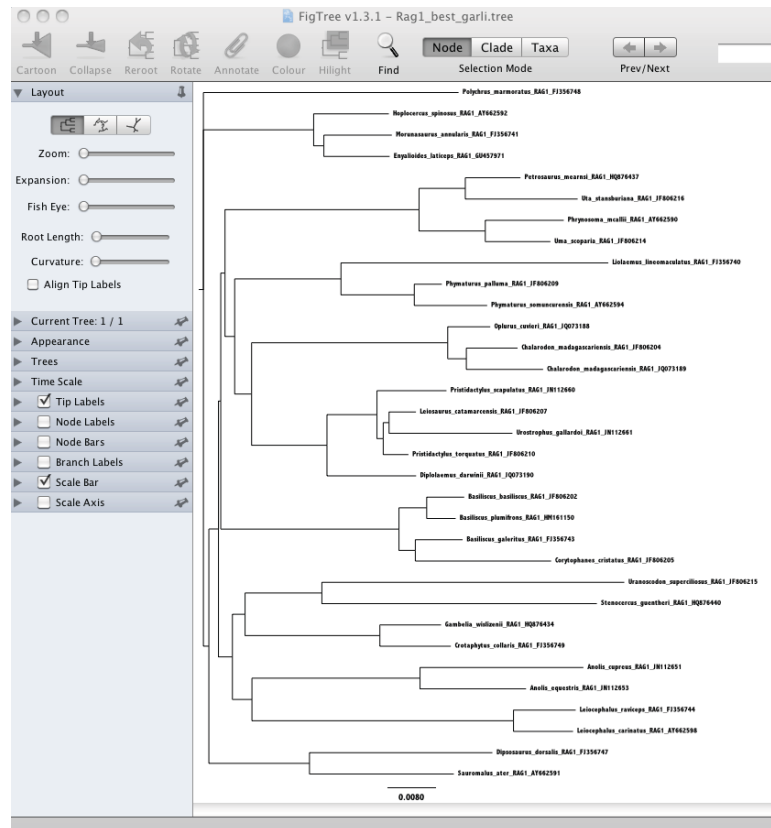 FigTree v1.3.1 - Rag1_best_garli.tree
Cartoon Collapse Reroot Rotate Annotate Colour Hilight Find
Node Clade Taxa
Selection Mode
Prev/Next
Layout
Zoom:
Expansion:
Fish Eye:
Root Length:
Curvature:
Align Tip Labels
Current Tree: 1 / 1
Appearance
Trees
Time Scale
Tip Labels
Node Labels
Node Bars
Branch Labels
Scale Bar
Scale Axis
Polychrus_marmoratus_RAG1_FJ356748
Hoplocercus_spinosus_RAG1_AY662592
Morunasaurus_annularis_RAG1_FJ356741
Enyalioides_laticeps_RAG1_GU457971
Petrosaurus_mearnsi_RAG1_HQ876437
Uta_stansburiana_RAG1_JF806216
Phrynosoma_mcallii_RAG1_AY662590
Uma_scoparia_RAG1_JF806214
Liolaemus_lineomaculatus_RAG1_FJ356740
Phymaturus_palluma_RAG1_JF806209
Phymaturus_somuncurensis_RAG1_AY662594
Oplurus_cuvieri_RAG1_JQ073188
Chalarodon_madagascariensis_RAG1_JF806204
Chalarodon_madagascariensis_RAG1_JQ073189
Pristidactylus_scapulatus_RAG1_JN112660
Leiosaurus_catamarcensis_RAG1_JF806207
Urostrophus_gallardoi_RAG1_JN112661
Pristidactylus_torquatus_RAG1_JF806210
Diplolaemus_darwinii_RAG1_JQ073190
Basiliscus_basiliscus_RAG1_JF806202
Basiliscus_plumifrons_RAG1_HM161150
Basiliscus_galeritus_RAG1_FJ356743
Corytophanes_cristatus_RAG1_JF806205
Uranoscodon_superciliosus_RAG1_JF806215
Stenocercus_guentheri_RAG1_HQ876440
Gambelia_wislizenii_RAG1_HQ876434
Crotaphytus_collaris_RAG1_FJ356749
Anolis_cupreus_RAG1_JN112651
Anolis_equestris_RAG1_JN112653
Leiocephalus_raviceps_RAG1_FJ356744
Leiocephalus_carinatus_RAG1_AY662598
Dipsosaurus_dorsalis_RAG1_FJ356747
Sauromalus_ater_RAG1_AY662591
0.0080